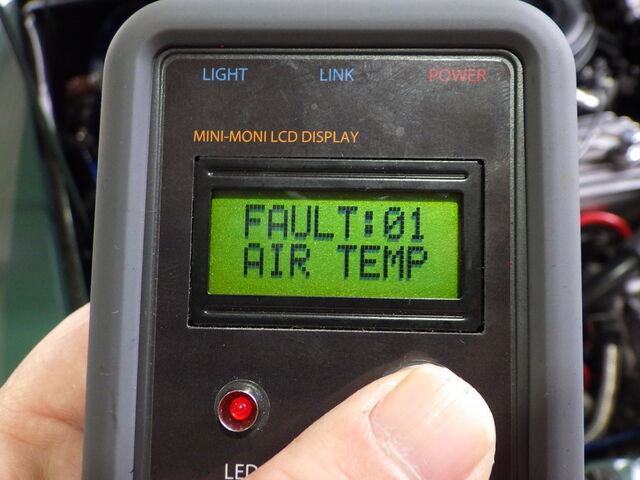 LIGHT LINK POWER
MINI-MONI LCD DISPLAY
FAULT:01
AIR TEMP
LED